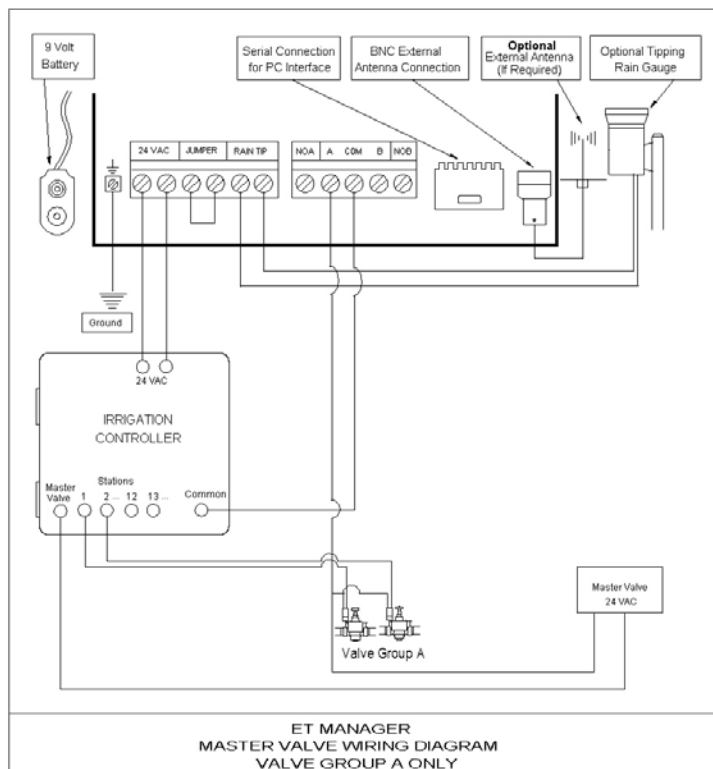 9 Volt
Battery
Serial Connection
for PC Interface
BNC External
Antenna Connection
Optional
External Antenna
(If Required)
Optional Tipping
Rain Gauge
24 VAC
JUMPER
RAIN TIP
NOA
A
COM
B
NOB
Ground
24 VAC
IRRIGATION
CONTROLLER
Stations
Master
Valve
1
2 ...
12
13 ...
Common
Master Valve
24 VAC
Valve Group A
ET MANAGER
MASTER VALVE WIRING DIAGRAM
VALVE GROUP A ONLY